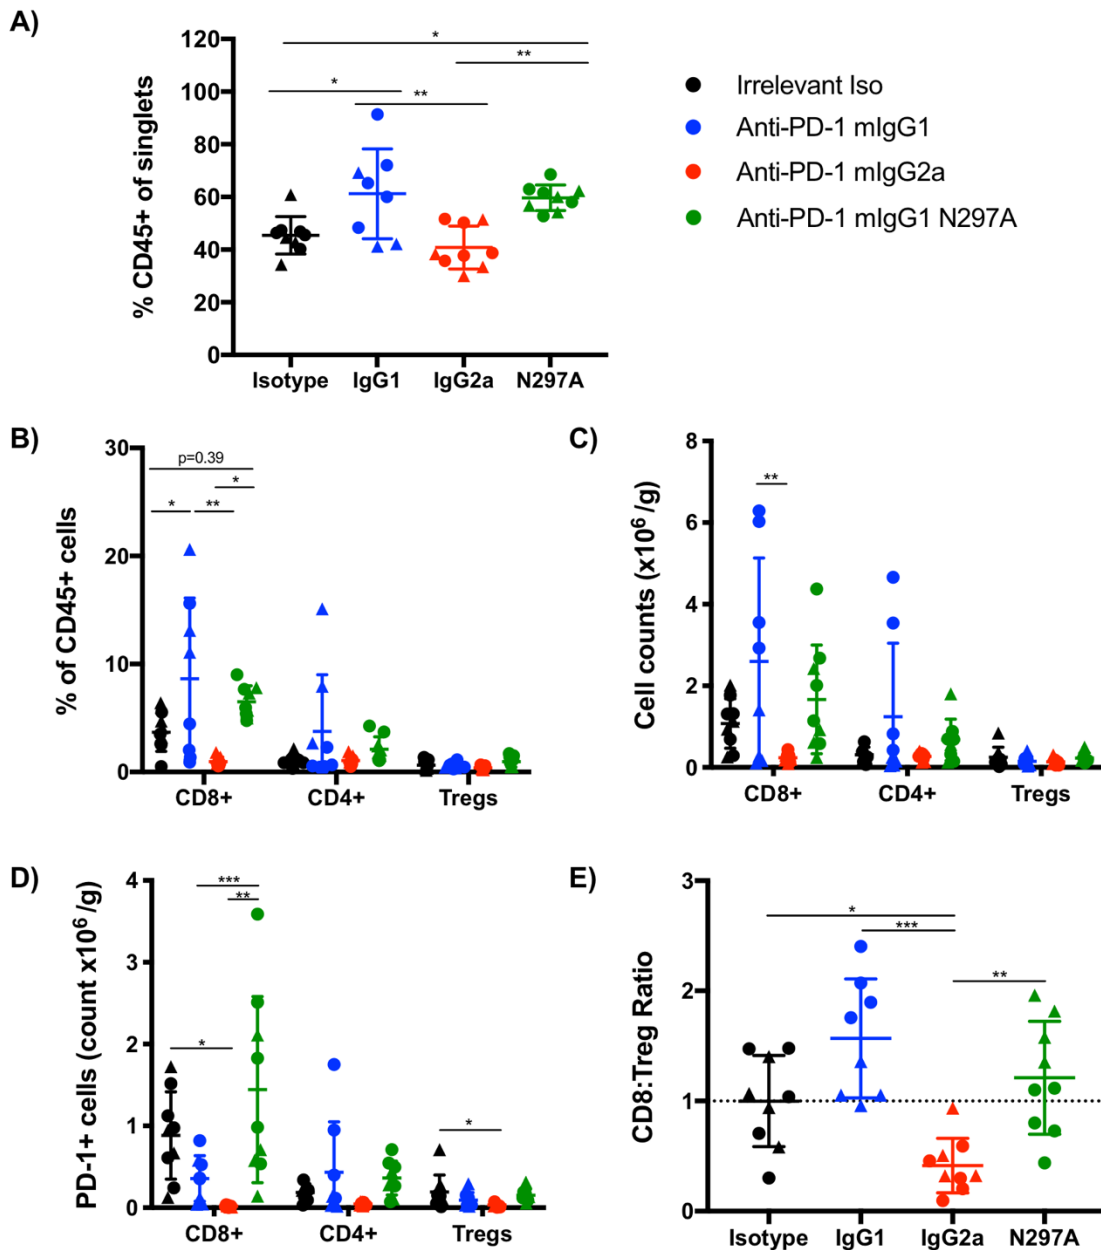 A)
% CD45+ of singlets
120
100
80
60
40
20
0
*
**
*
**
Isotype IgG1 IgG2a N297A
Irrelevant Iso
Anti-PD-1 mIgG1
Anti-PD-1 mIgG2a
Anti-PD-1 mIgG1 N297A
B)
% of CD45+ cells
30
20
10
0
p=0.39
*
* **
CD8+ CD4+ Tregs
C)
Cell counts (x10⁶/g)
8
6
4
2
0
**
CD8+ CD4+ Tregs
D)
PD-1+ cells (count x10⁶/g)
4
3
2
1
0
***
**
*
*
CD8+ CD4+ Tregs
E)
CD8:Treg Ratio
3
2
1
0
*
***
**
Isotype IgG1 IgG2a N297A